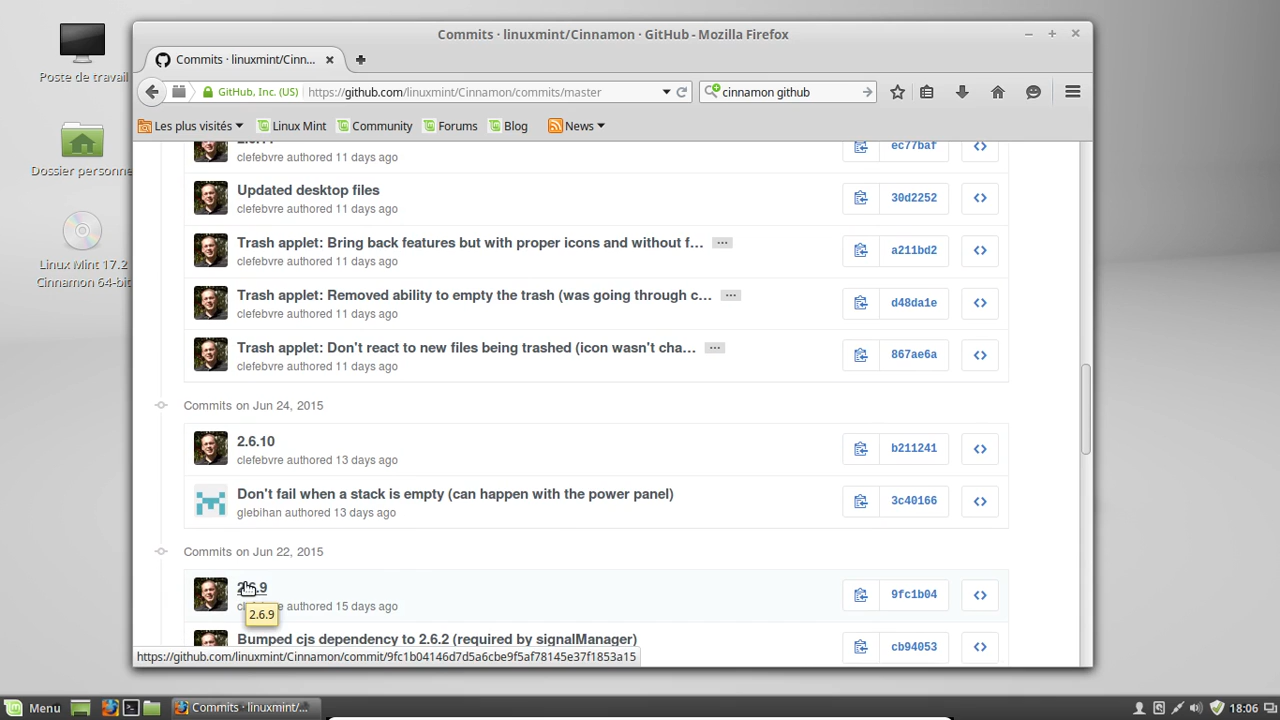 Commits · linuxmint/Cinnamon · GitHub - Mozilla Firefox
Commits · linuxmint/Cinn...
GitHub, Inc. (US) https://github.com/linuxmint/Cinnamon/commits/master
cinnamon github
Les plus visités
Linux Mint
Community
Forums
Blog
News
Poste de travail
Dossier personne
Linux Mint 17.2
Cinnamon 64-bit
clefebvre authored 11 days ago
ec77baf
Updated desktop files
clefebvre authored 11 days ago
30d2252
Trash applet: Bring back features but with proper icons and without f… ...
clefebvre authored 11 days ago
a211bd2
Trash applet: Removed ability to empty the trash (was going through c… ...
clefebvre authored 11 days ago
d48da1e
Trash applet: Don't react to new files being trashed (icon wasn't cha… ...
clefebvre authored 11 days ago
867ae6a
Commits on Jun 24, 2015
2.6.10
clefebvre authored 13 days ago
b211241
Don't fail when a stack is empty (can happen with the power panel)
glebihan authored 13 days ago
3c40166
Commits on Jun 22, 2015
2.6.9
clefebvre authored 15 days ago
9fc1b04
2.6.9
Bumped cjs dependency to 2.6.2 (required by signalManager)
cb94053
https://github.com/linuxmint/Cinnamon/commit/9fc1b04146d7d5a6cbe9f5af78145e37f1853a15
Menu
Commits · linuxmint/...
18:06